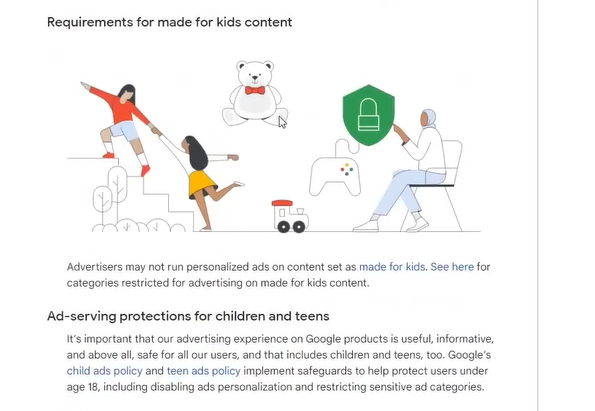 Requirements for made for kids content
Advertisers may not run personalized ads on content set as made for kids. See here for
categories restricted for advertising on made for kids content.
Ad-serving protections for children and teens
It's important that our advertising experience on Google products is useful, informative,
and above all, safe for all our users, and that includes children and teens, too. Google's
child ads policy and teen ads policy implement safeguards to help protect users under
age 18, including disabling ads personalization and restricting sensitive ad categories.